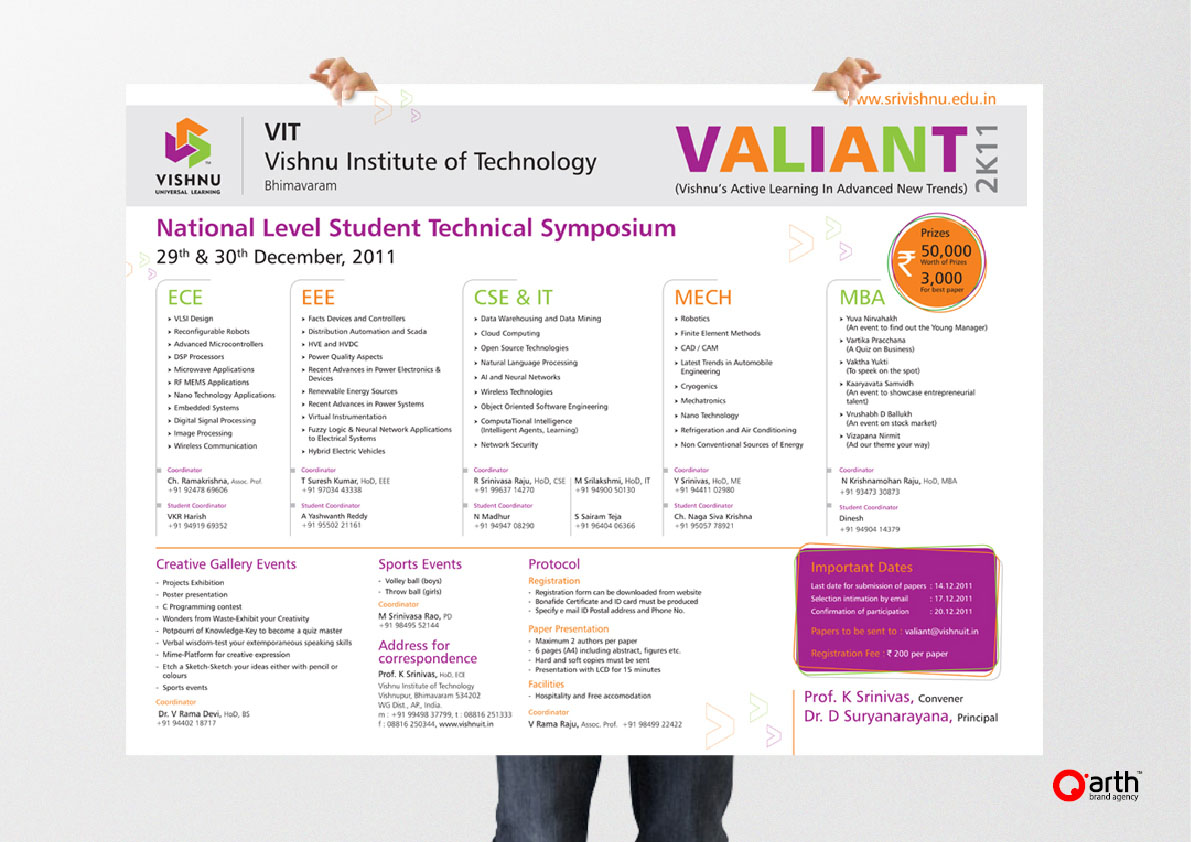 www.srivishnu.edu.in
VISHNU
UNIVERSAL LEARNING
VIT
Vishnu Institute of Technology
Bhimavaram
VALIANT 2K11
(Vishnu's Active Learning In Advanced New Trends)
National Level Student Technical Symposium
29th & 30th December, 2011
Prizes
₹ 50,000
Worth of Prizes
3,000
For best paper
ECE
VLSI Design
Reconfigurable Robots
Advanced Microcontrollers
DSP Processors
Microwave Applications
RF MEMS Applications
Nano Technology Applications
Embedded Systems
Digital Signal Processing
Image Processing
Wireless Communication
Coordinator
Ch. Ramakrishna, Assoc. Prof.
+91 92478 69606
Student Coordinator
VKR Harish
+91 94919 69352
EEE
Facts Devices and Controllers
Distribution Automation and Scada
HVE and HVDC
Power Quality Aspects
Recent Advances in Power Electronics &
Devices
Renewable Energy Sources
Recent Advances in Power Systems
Virtual Instrumentation
Fuzzy Logic & Neural Network Applications
to Electrical Systems
Hybrid Electric Vehicles
Coordinator
T Suresh Kumar, HoD, EEE
+91 97034 43338
Student Coordinator
A Yashwanth Reddy
+91 95502 21161
CSE & IT
Data Warehousing and Data Mining
Cloud Computing
Open Source Technologies
Natural Language Processing
AI and Neural Networks
Wireless Technologies
Object Oriented Software Engineering
CompuTational Intelligence
(Intelligent Agents, Learning)
Network Security
Coordinator
R Srinivasa Raju, HoD, CSE
+91 99637 14270
M Srilakshmi, HoD, IT
+91 94900 50130
Student Coordinator
N Madhur
+91 94947 08290
S Sairam Teja
+91 96404 06366
MECH
Robotics
Finite Element Methods
CAD / CAM
Latest Trends in Automobile
Engineering
Cryogenics
Mechatronics
Nano Technology
Refrigeration and Air Conditioning
Non Conventional Sources of Energy
Coordinator
Y Srinivas, HoD, ME
+91 94411 02980
Student Coordinator
Ch. Naga Siva Krishna
+91 95057 78921
MBA
Yuva Nirvahakh
(An event to find out the Young Manager)
Vartika Pracchana
(A Quiz on Business)
Vaktha Yukti
(To speek on the spot)
Kaaryavata Samvidh
(An event to showcase entrepreneurial
talent)
Vrushabh D Ballukh
(An event on stock market)
Vizapana Nirmit
(Ad our theme your way)
Coordinator
N Krishnamohan Raju, HoD, MBA
+91 93473 30873
Student Coordinator
Dinesh
+91 94904 14379
Creative Gallery Events
- Projects Exhibition
- Poster presentation
- C Programming contest
- Wonders from Waste-Exhibit your Creativity
- Potpourri of Knowledge-Key to become a quiz master
- Verbal wisdom-test your extemporaneous speaking skills
- Mime-Platform for creative expression
- Etch a Sketch-Sketch your ideas either with pencil or
colours
- Sports events
Coordinator
Dr. V Rama Devi, HoD, BS
+91 94402 18717
Sports Events
- Volley ball (boys)
- Throw ball (girls)
Coordinator
M Srinivasa Rao, PD
+91 98495 52144
Address for
correspondence
Prof. K Srinivas, HoD, ECE
Vishnu Institute of Technology
Vishnupur, Bhimavaram 534202
WG Dist., AP, India.
m : +91 99498 37799, t : 08816 251333
f : 08816 250344, www.vishnuit.in
Protocol
Registration
- Registration form can be downloaded from website
- Bonafide Certificate and ID card must be produced
- Specify e mail ID Postal address and Phone No.
Paper Presentation
- Maximum 2 authors per paper
- 6 pages (A4) including abstract, figures etc.
- Hard and soft copies must be sent
- Presentation with LCD for 15 minutes
Facilities
- Hospitality and Free accomodation
Coordinator
V Rama Raju, Assoc. Prof. +91 98499 22422
Important Dates
Last date for submission of papers : 14.12.2011
Selection intimation by email : 17.12.2011
Confirmation of participation : 20.12.2011
Papers to be sent to : valiant@vishnuit.in
Registration Fee : ₹ 200 per paper
Prof. K Srinivas, Convener
Dr. D Suryanarayana, Principal
Q'arth
brand agency